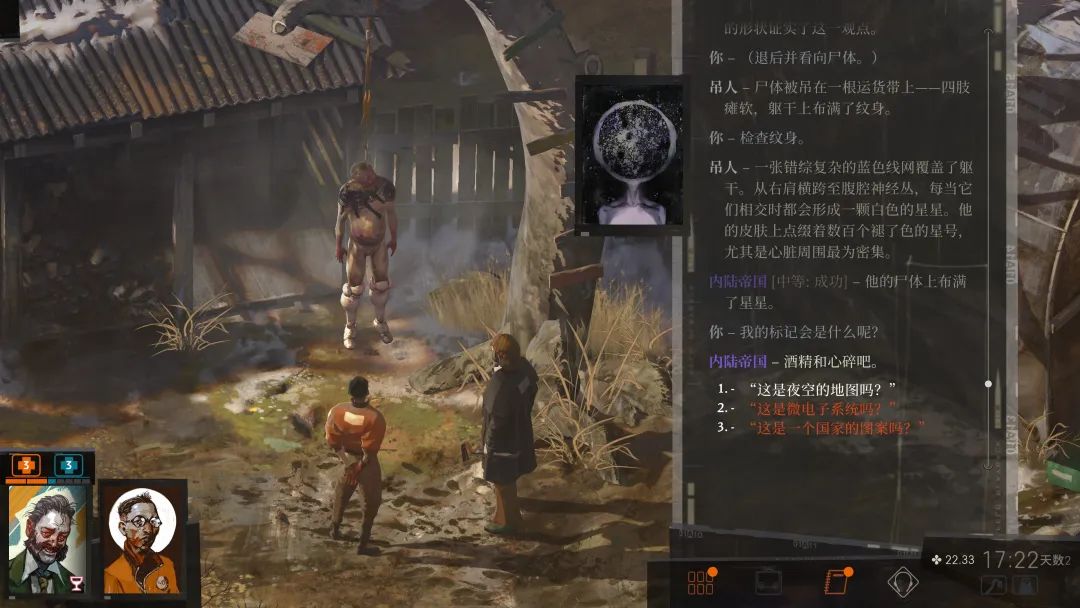 的形状证实了这一观点。
你 – （退后并看向尸体。）
吊人 – 尸体被吊在一根运货带上——四肢
瘫软，躯干上布满了纹身。
你 – 检查纹身。
吊人 – 一张错综复杂的蓝色线网覆盖了躯
干。从右肩横跨至腹腔神经丛，每当它
们相交时都会形成一颗白色的星星。他
的皮肤上点缀着数百个褪了色的星号，
尤其是心脏周围最为密集。
内陆帝国 [中等: 成功] – 他的尸体上布满
了星星。
你 – 我的标记会是什么呢？
内陆帝国 – 酒精和心碎吧。
1. - “这是夜空的地图吗？”
2. - “这是微电子系统吗？”
3. - “这是一个国家的图案吗？”
3 3
22.33 17:22 天数2